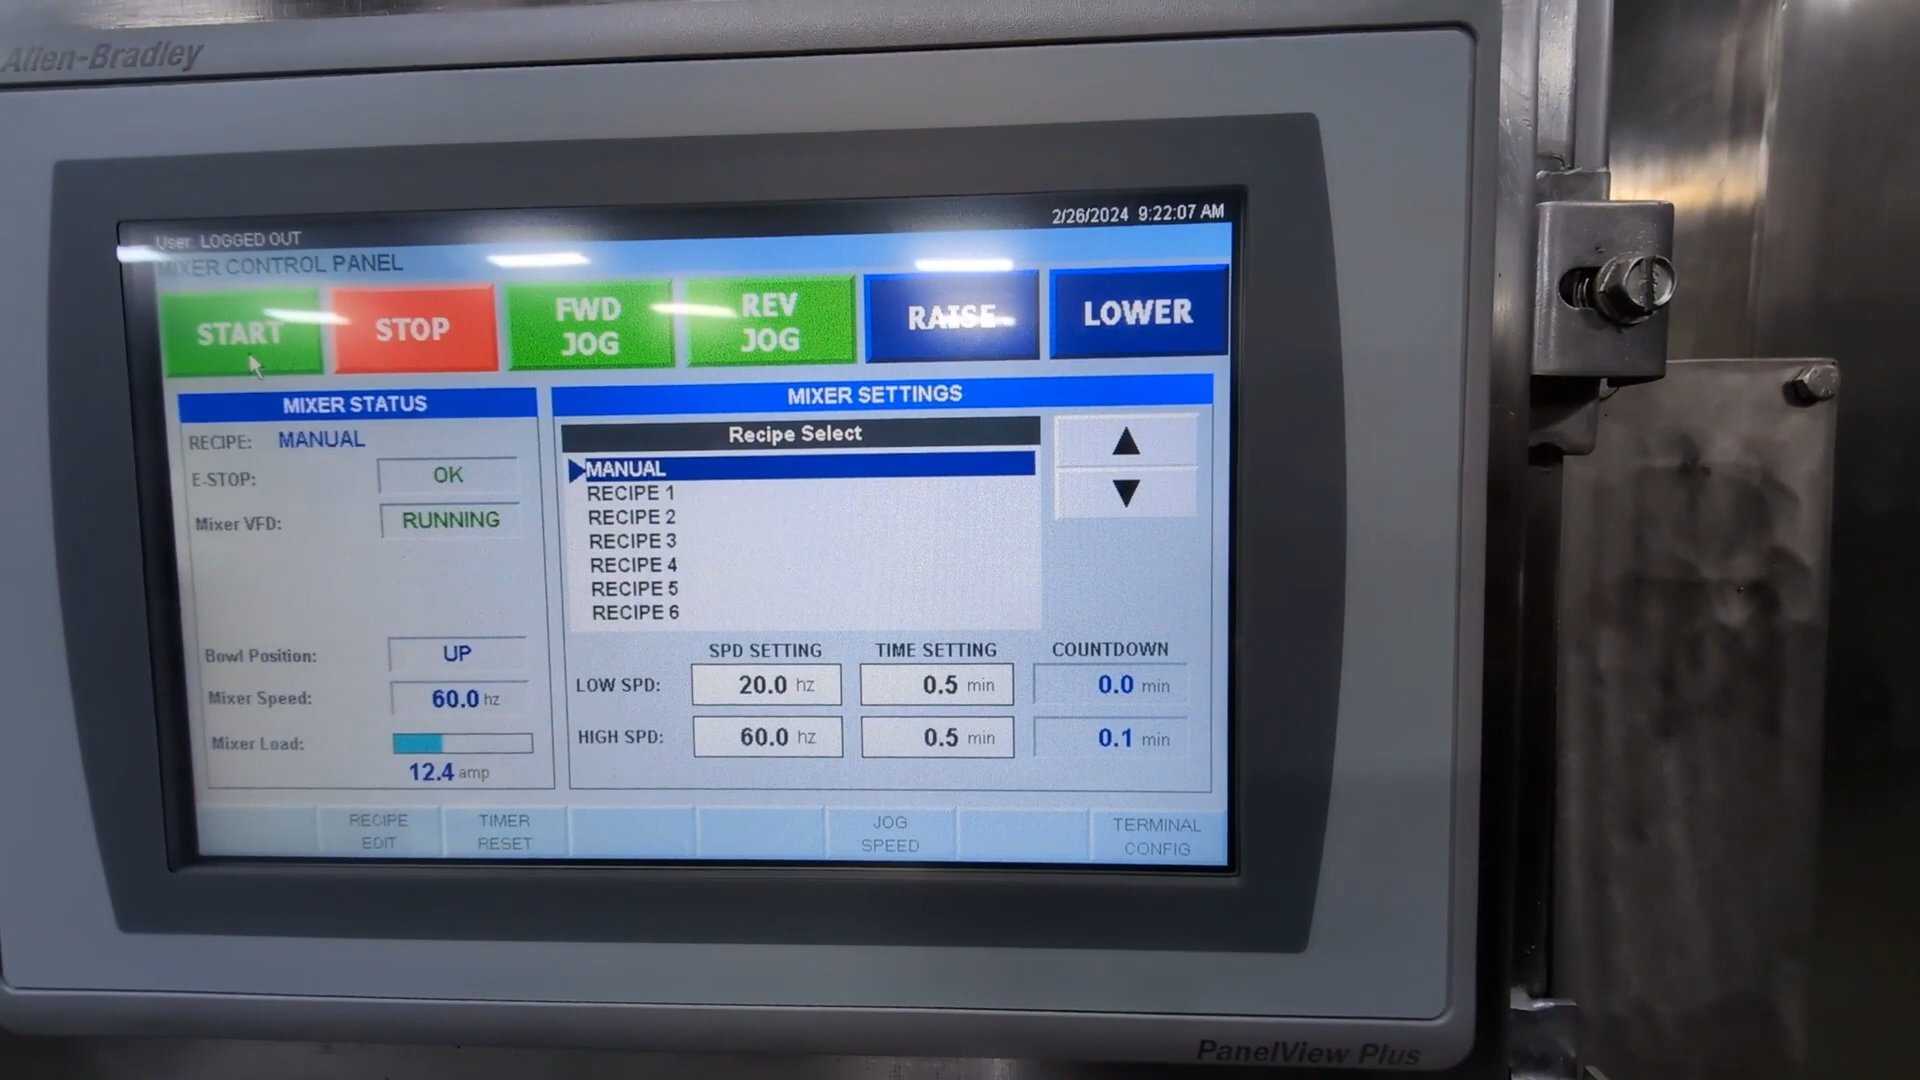 Allen-Bradley
2/26/2024 9:22:07 AM
User: LOGGED OUT
MIXER CONTROL PANEL
START
STOP
FWD
JOG
REV
JOG
RAISE
LOWER
MIXER STATUS
RECIPE: MANUAL
E-STOP: OK
Mixer VFD: RUNNING
Bowl Position: UP
Mixer Speed: 60.0 hz
Mixer Load:
12.4 amp
MIXER SETTINGS
Recipe Select
MANUAL
RECIPE 1
RECIPE 2
RECIPE 3
RECIPE 4
RECIPE 5
RECIPE 6
SPD SETTING TIME SETTING COUNTDOWN
LOW SPD: 20.0 hz 0.5 min 0.0 min
HIGH SPD: 60.0 hz 0.5 min 0.1 min
RECIPE
EDIT
TIMER
RESET
JOG
SPEED
TERMINAL
CONFIG
PanelView Plus